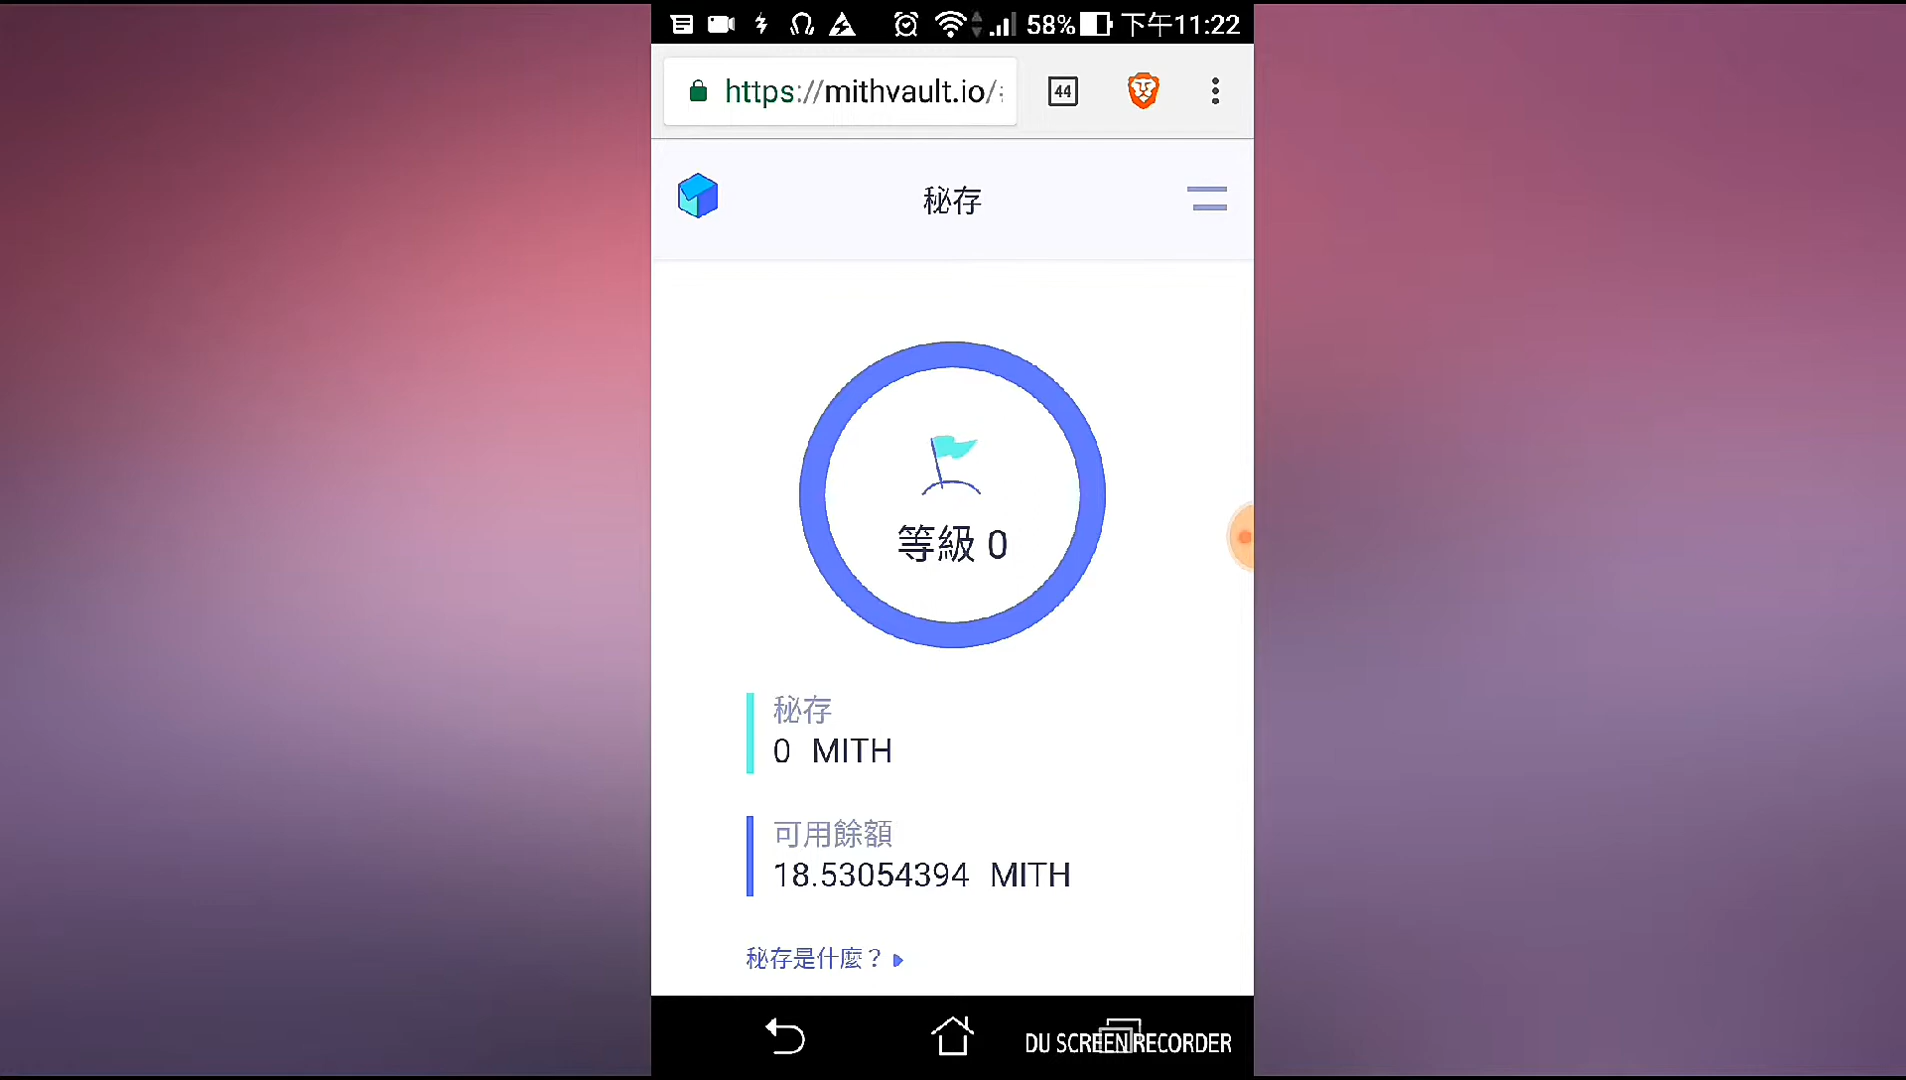 58% 下午11:22
https://mithvault.io/
44
秘存
等級 0
秘存
0 MITH
可用餘額
18.53054394 MITH
秘存是什麼？
DU SCREEN RECORDER